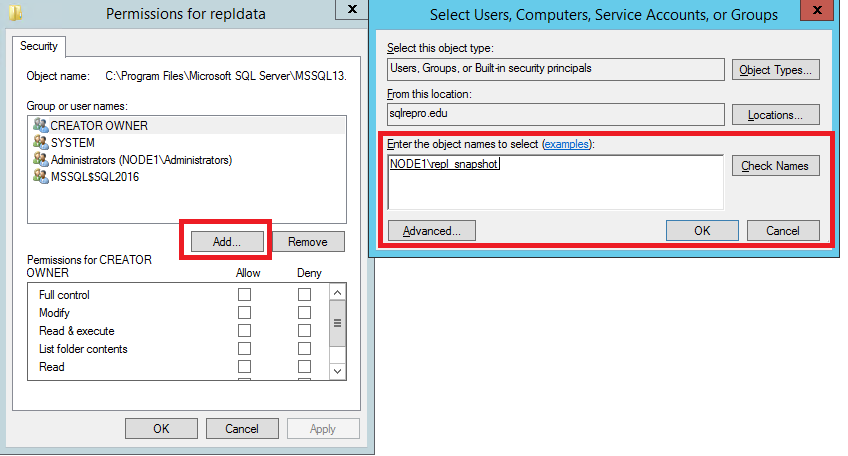 Permissions for repldata
x
Security
Object name: C:\Program Files\Microsoft SQL Server\MSSQL13.
Group or user names:
CREATOR OWNER
SYSTEM
Administrators (NODE1\Administrators)
MSSQL$SQL2016
Add...
Remove
Permissions for CREATOR
OWNER
Allow
Deny
Full control
Modify
Read & execute
List folder contents
Read
OK
Cancel
Apply
Select Users, Computers, Service Accounts, or Groups
x
Select this object type:
Users, Groups, or Built-in security principals
Object Types...
From this location:
sqlrepro.edu
Locations...
Enter the object names to select (examples):
NODE1\repl_snapshot
Check Names
Advanced...
OK
Cancel